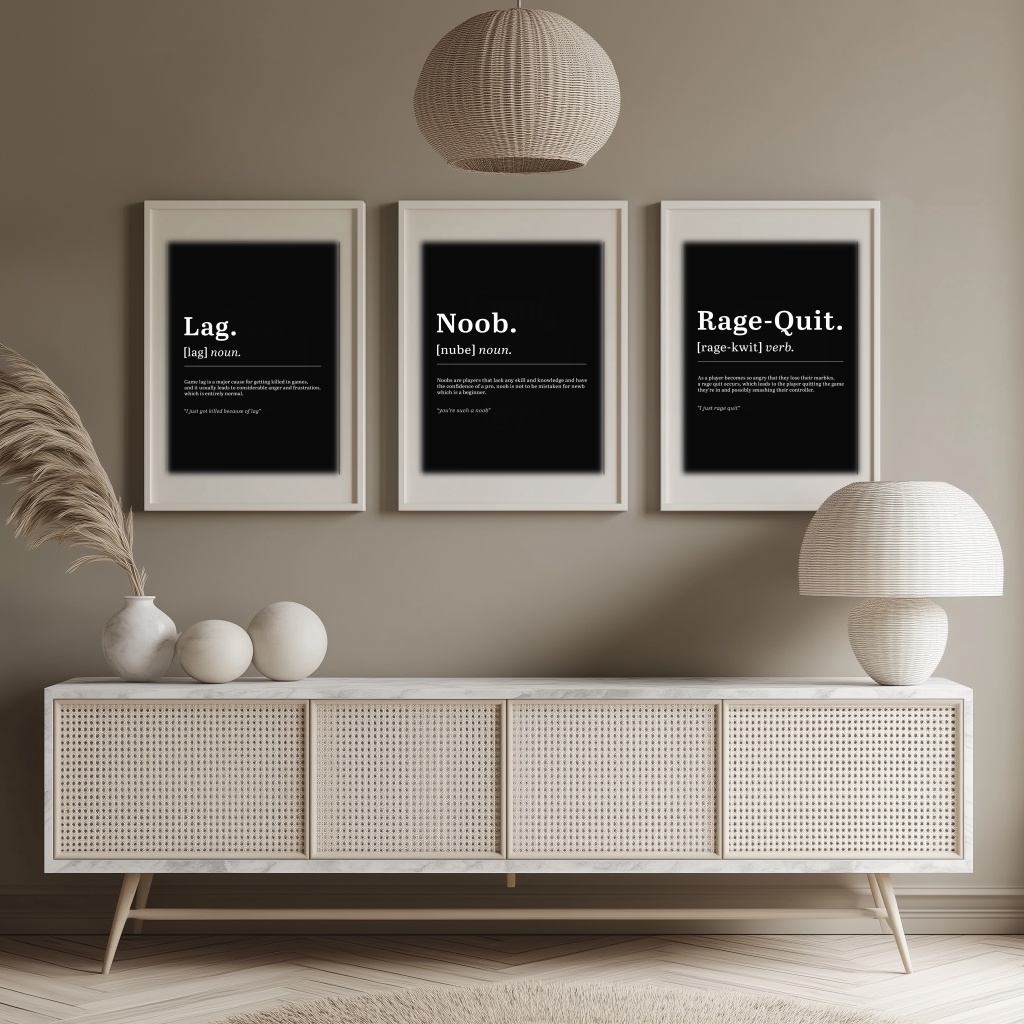 Lag.
[lag] noun.
Game lag is a major cause for getting killed in games,
and it usually leads to considerable anger and frustration,
which is entirely normal.
"I just got killed because of lag"
Noob.
[nube] noun.
Noobs are players that lack any skill and knowledge and have
the confidence of a pro, noob is not to be mistaken for newb
which is a beginner.
"you're such a noob"
Rage-Quit.
[rage-kwit] verb.
As a player becomes so angry that they lose their marbles,
a rage quit occurs, which leads to the player quitting the game
they're in and possibly smashing their controller.
"I just rage quit"